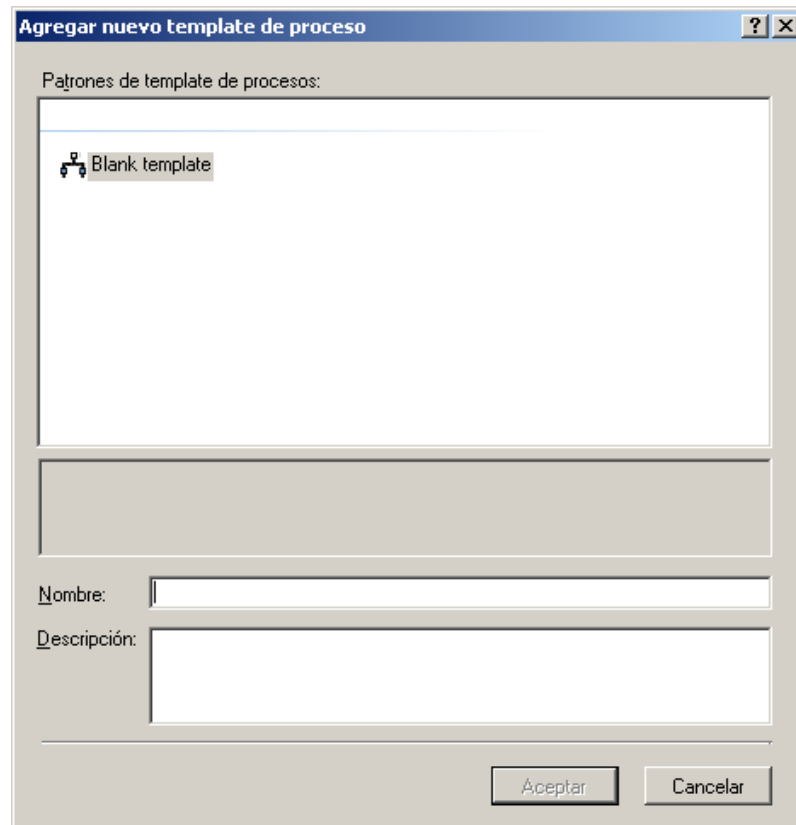 Agregar nuevo template de proceso
Patrones de template de procesos:
Blank template
Nombre:
Descripción:
Aceptar Cancelar